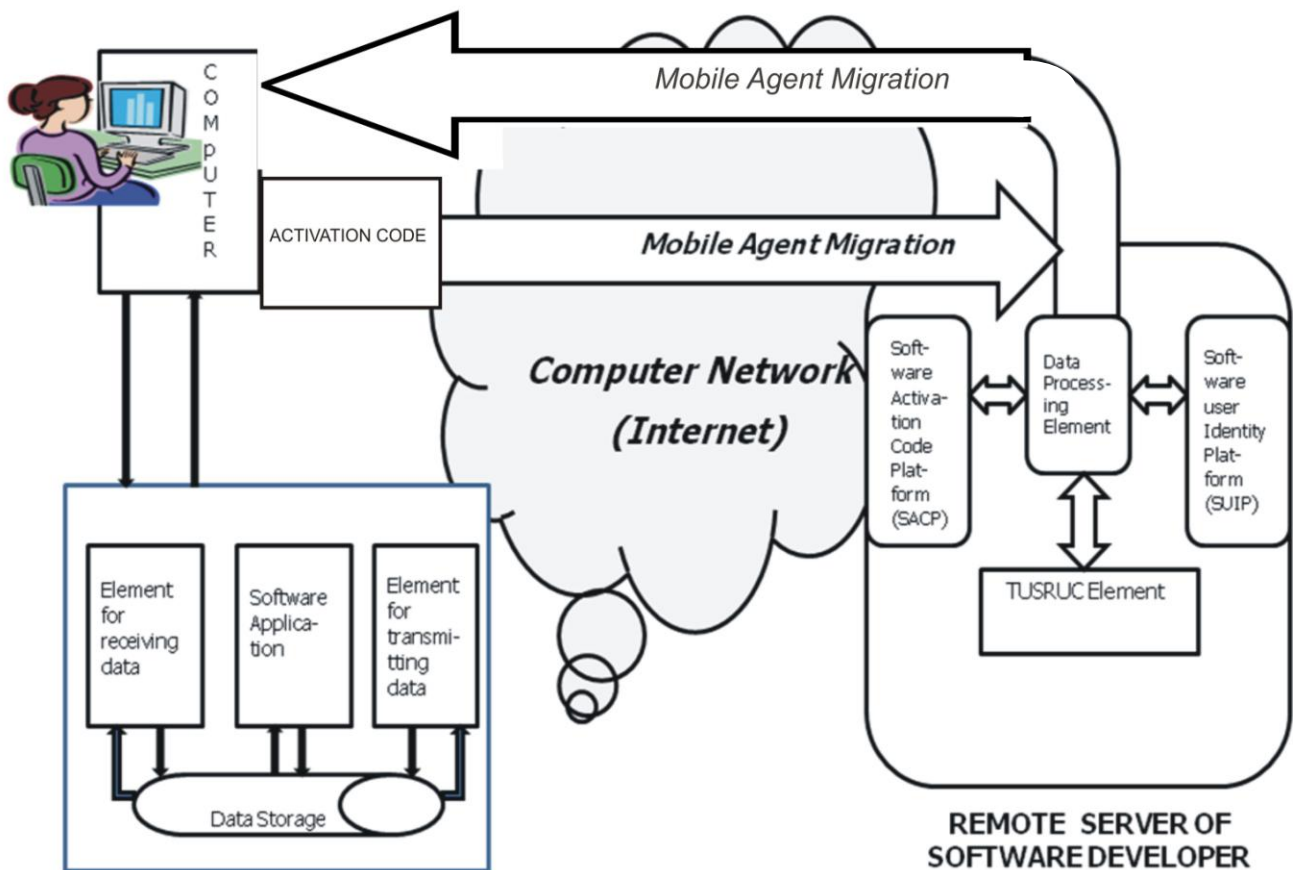 Mobile Agent Migration
C
O
M
p
U
T
E
R
ACTIVATION CODE
Mobile Agent Migration
Computer Network
(Internet)
Soft-
ware
Activa-
tion
Code
Plat-
form
(SACP)
Data
Process-
ing
Element
Soft-
ware
user
Identity
Plat-
form
(SUIP)
TUSRUC Element
Element
for
receiving
data
Software
Applica-
tion
Element
for
transmi-
tting
data
Data Storage
REMOTE SERVER OF
SOFTWARE DEVELOPER